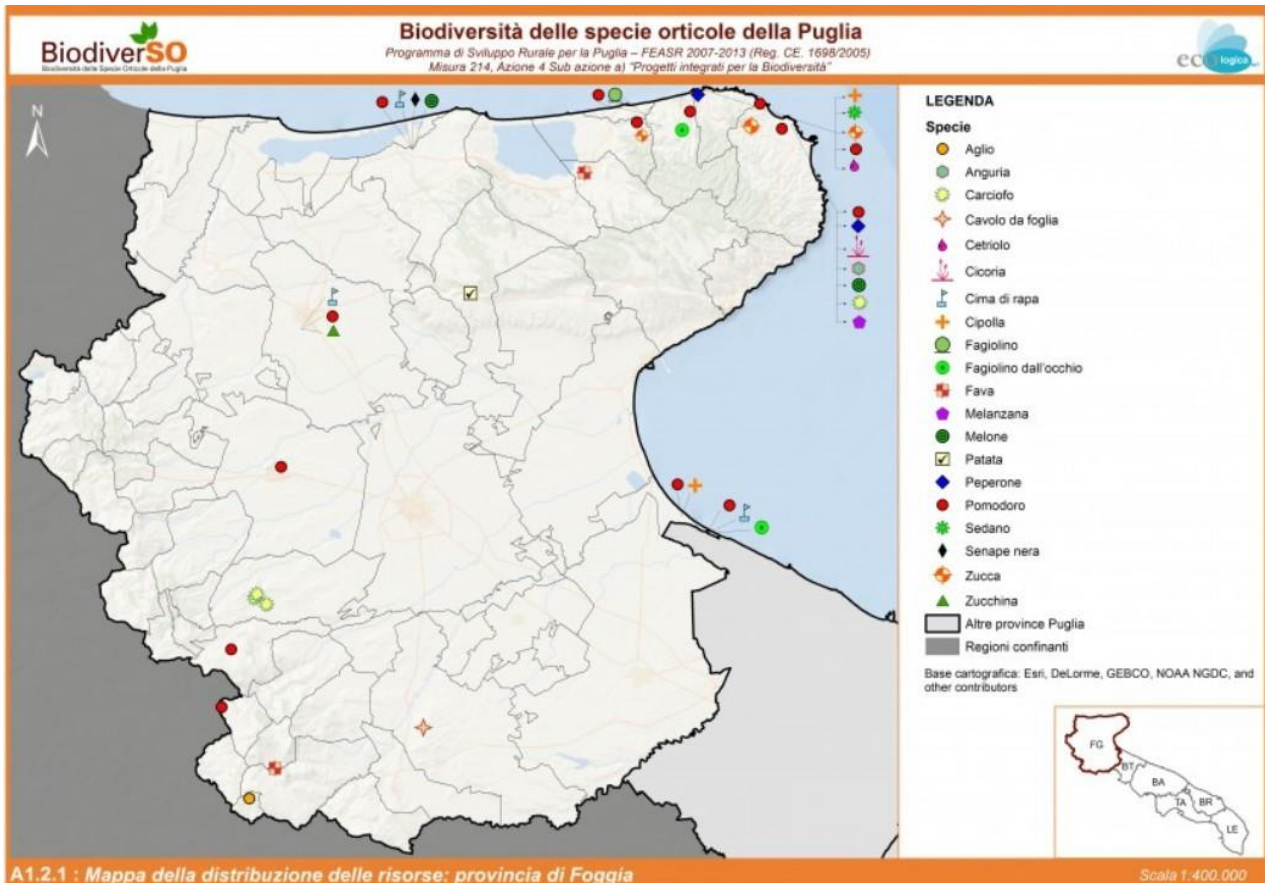 BiodiverSO
Biodiversità delle Specie Orticole della Puglia
Biodiversità delle specie orticole della Puglia
Programma di Sviluppo Rurale per la Puglia – FEASR 2007-2013 (Reg. CE. 1698/2005)
Misura 214, Azione 4 Sub azione a) "Progetti integrati per la Biodiversità"
eco logica
N
LEGENDA
Specie
Aglio
Anguria
Carciofo
Cavolo da foglia
Cetriolo
Cicoria
Cima di rapa
Cipolla
Fagiolino
Fagiolino dall'occhio
Fava
Melanzana
Melone
Patata
Peperone
Pomodoro
Sedano
Senape nera
Zucca
Zucchina
Altre province Puglia
Regioni confinanti
Base cartografica: Esri, DeLorme, GEBCO, NOAA NGDC, and
other contributors
FG
BT
BA
TA
BR
LE
A1.2.1 : Mappa della distribuzione delle risorse: provincia di Foggia
Scala 1:400.000